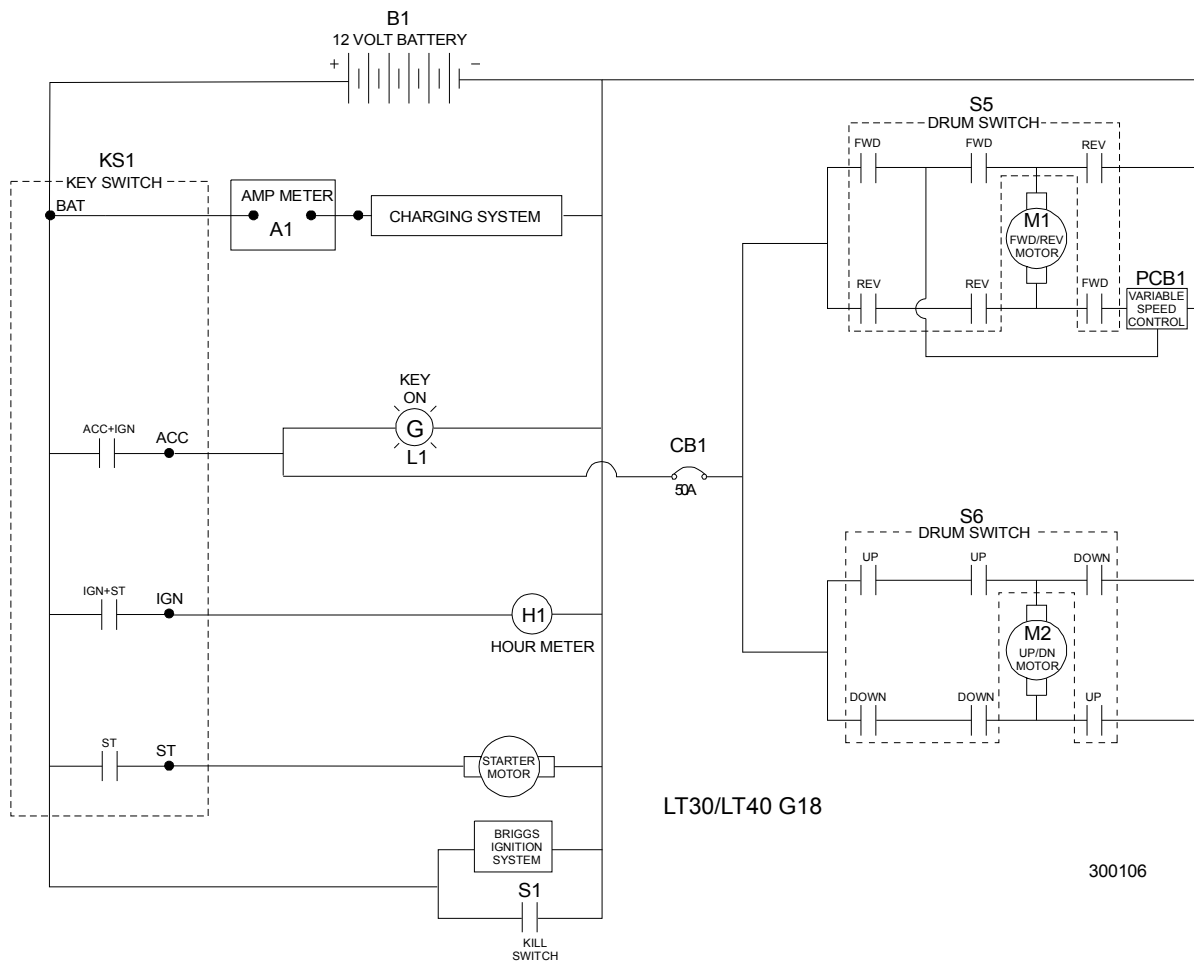 B1
12 VOLT BATTERY
+ −
S5
DRUM SWITCH
FWD FWD REV
KS1
KEY SWITCH
BAT
AMP METER
A1
CHARGING SYSTEM
M1
FWD/REV
MOTOR
REV REV FWD
PCB1
VARIABLE
SPEED
CONTROL
KEY
ON
G
L1
ACC+IGN
ACC
CB1
50A
S6
DRUM SWITCH
UP UP DOWN
IGN+ST
IGN
H1
HOUR METER
M2
UP/DN
MOTOR
DOWN DOWN UP
ST
ST
STARTER
MOTOR
LT30/LT40 G18
BRIGGS
IGNITION
SYSTEM
S1
KILL
SWITCH
300106